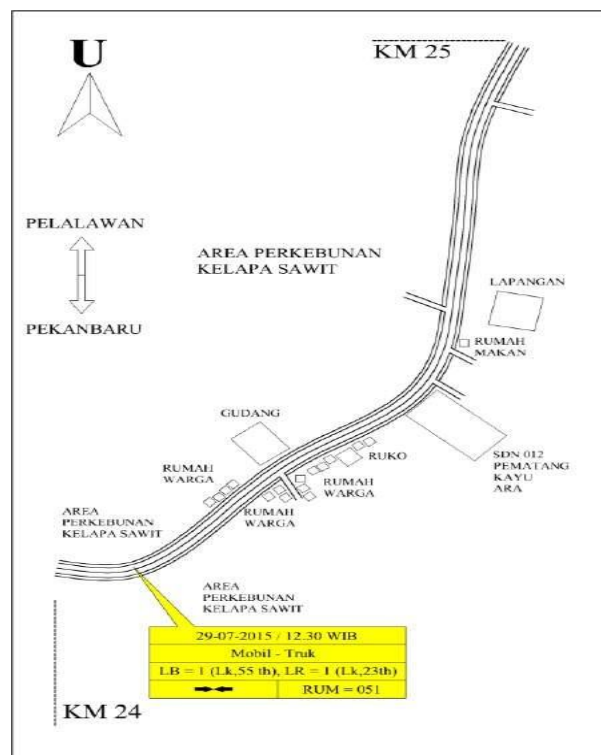 U
KM 25
PELALAWAN
PEKANBARU
AREA PERKEBUNAN
KELAPA SAWIT
LAPANGAN
RUMAH
MAKAN
GUDANG
RUKO
SDN 012
PEMATANG
KAYU
ARA
RUMAH
WARGA
RUMAH
WARGA
RUMAH
WARGA
AREA
PERKEBUNAN
KELAPA SAWIT
AREA
PERKEBUNAN
KELAPA SAWIT
29-07-2015 / 12.30 WIB
Mobil - Truk
LB = 1 (Lk,55 th), LR = 1 (Lk,23th)
RUM = 051
KM 24